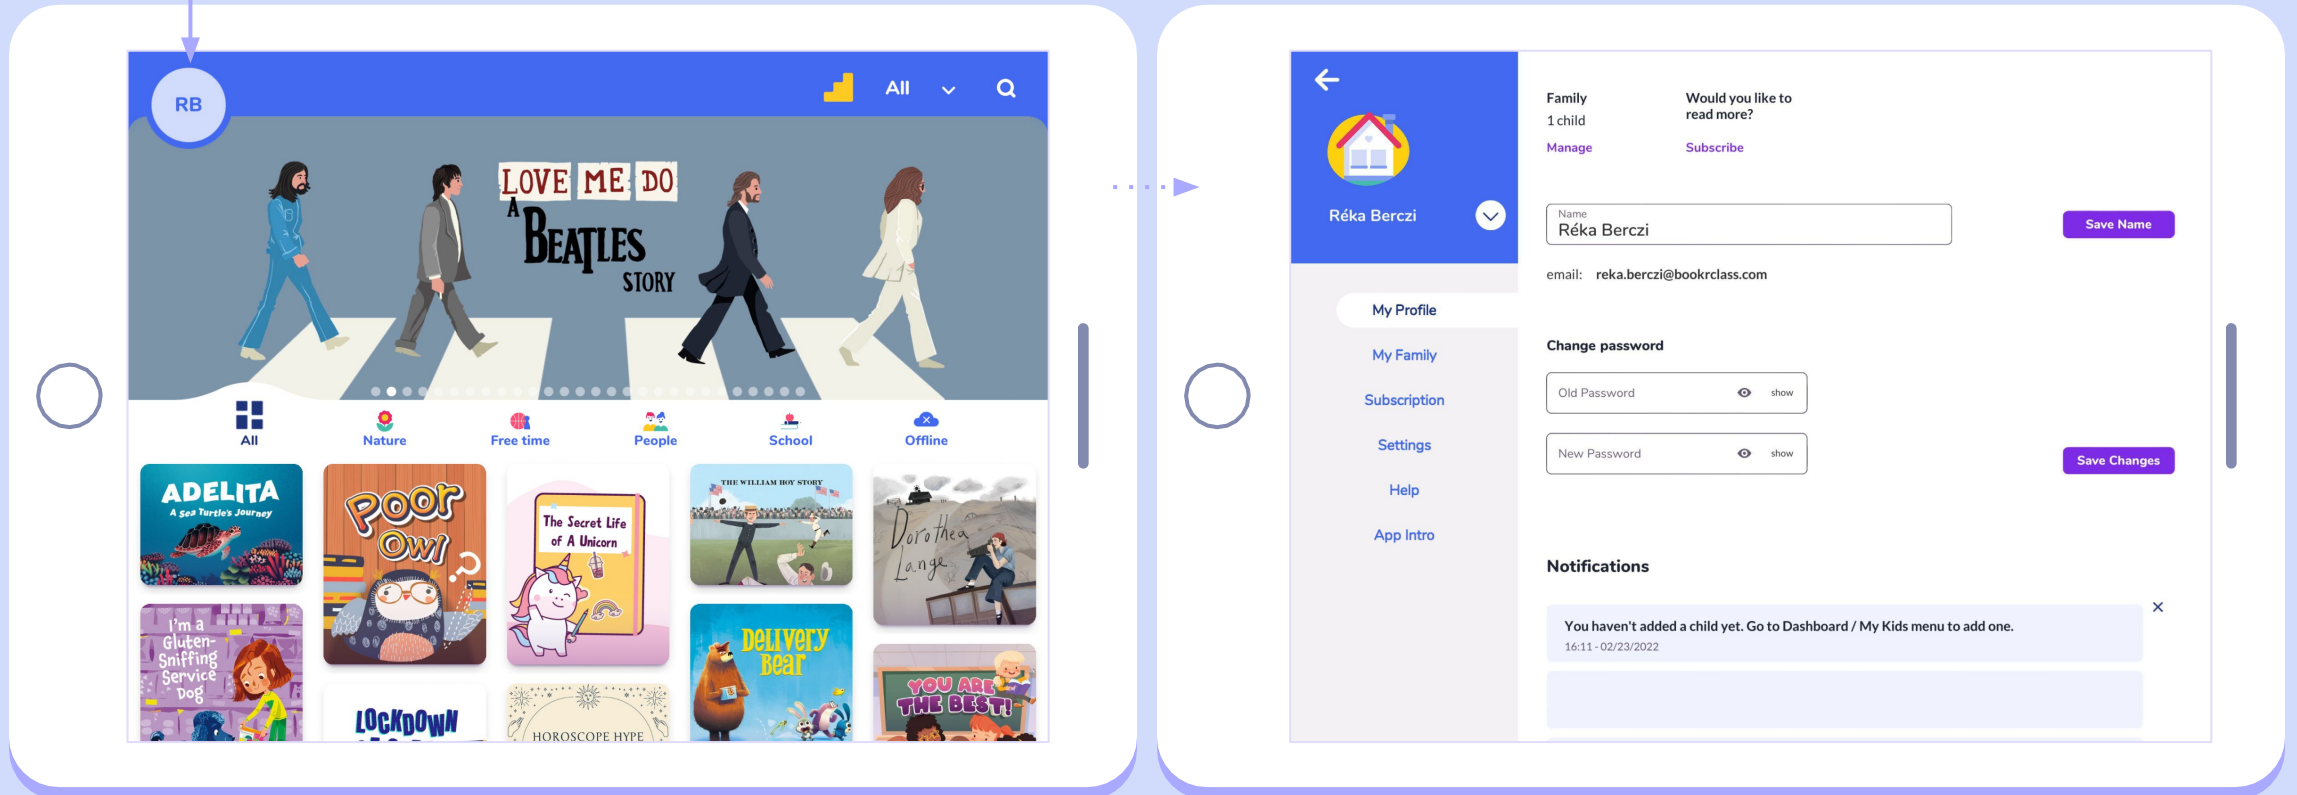 RB
All
LOVE ME DO
A
BEATLES
STORY
All
Nature
Free time
People
School
Offline
ADELITA
A Sea Turtle's Journey
POOR
OWL
The Secret Life
of A Unicorn
THE WILLIAM HOY STORY
Dorothea
Lange
I'm a
Gluten-
Sniffing
Service
Dog
LOCKDOWN
HOROSCOPE HYPE
DELIVERY
Bear
YOU ARE
THE BEST!
Réka Berczi
My Profile
My Family
Subscription
Settings
Help
App Intro
Family
1 child
Manage
Would you like to
read more?
Subscribe
Name
Réka Berczi
Save Name
email: reka.berczi@bookrclass.com
Change password
Old Password show
New Password show
Save Changes
Notifications
You haven't added a child yet. Go to Dashboard / My Kids menu to add one.
16:11 - 02/23/2022